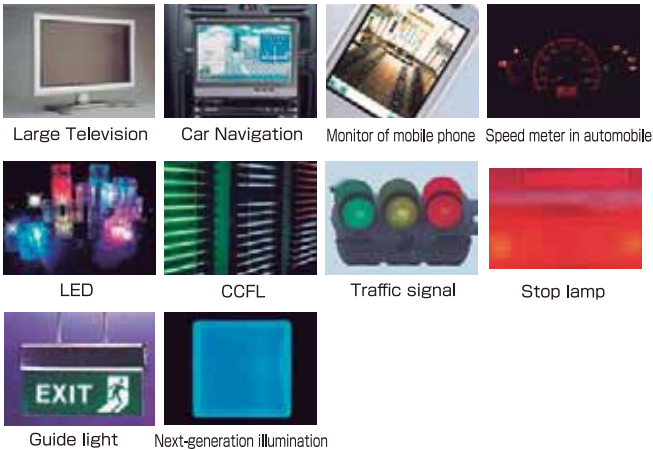 Large Television
Car Navigation
Monitor of mobile phone
Speed meter in automobile
LED
CCFL
Traffic signal
Stop lamp
EXIT
Guide light
Next-generation illumination